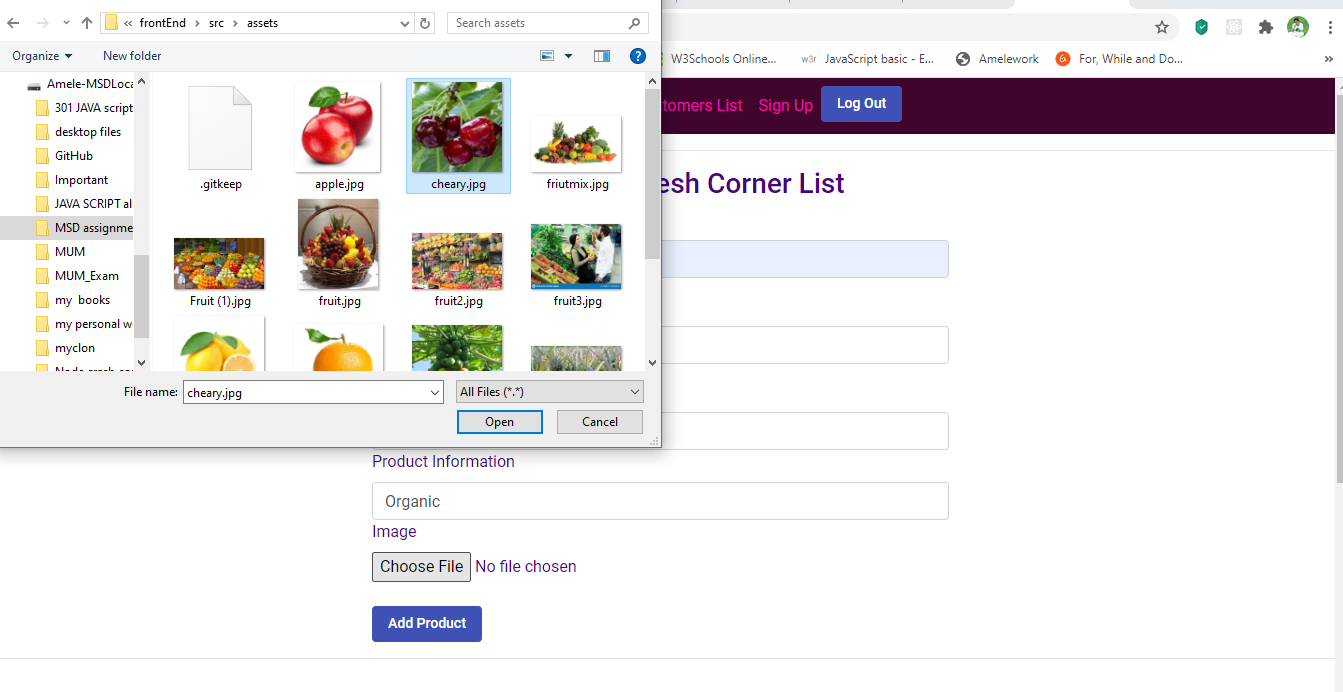 « frontEnd › src › assets
Search assets
Organize
New folder
W3Schools Online...
w3r JavaScript basic - E...
Amelework
For, While and Do...
»
Amele-MSDLoca
301 JAVA script
desktop files
GitHub
Important
JAVA SCRIPT al
MSD assignme
MUM
MUM_Exam
my books
my personal w
myclon
.gitkeep
apple.jpg
cheary.jpg
friutmix.jpg
Fruit (1).jpg
fruit.jpg
fruit2.jpg
fruit3.jpg
File name:
cheary.jpg
All Files (*.*)
Open
Cancel
tomers List
Sign Up
Log Out
esh Corner List
Product Information
Organic
Image
Choose File No file chosen
Add Product